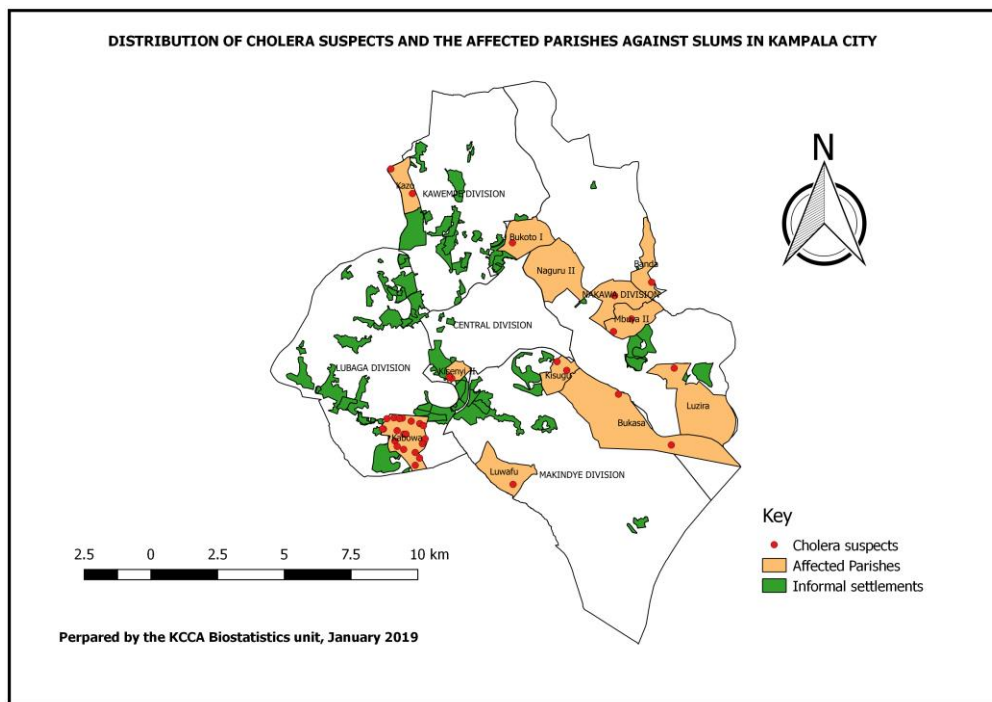 DISTRIBUTION OF CHOLERA SUSPECTS AND THE AFFECTED PARISHES AGAINST SLUMS IN KAMPALA CITY
N
Kazo
KAWEMPE DIVISION
Bukoto I
Naguru II
Banda
NAKAWA DIVISION
Mbuya II
CENTRAL DIVISION
LUBAGA DIVISION
Kisenyi II
Kisugu
Luzira
Bukasa
Kabowa
Luwafu
MAKINDYE DIVISION
Key
Cholera suspects
Affected Parishes
Informal settlements
2.5 0 2.5 5 7.5 10 km
Perpared by the KCCA Biostatistics unit, January 2019